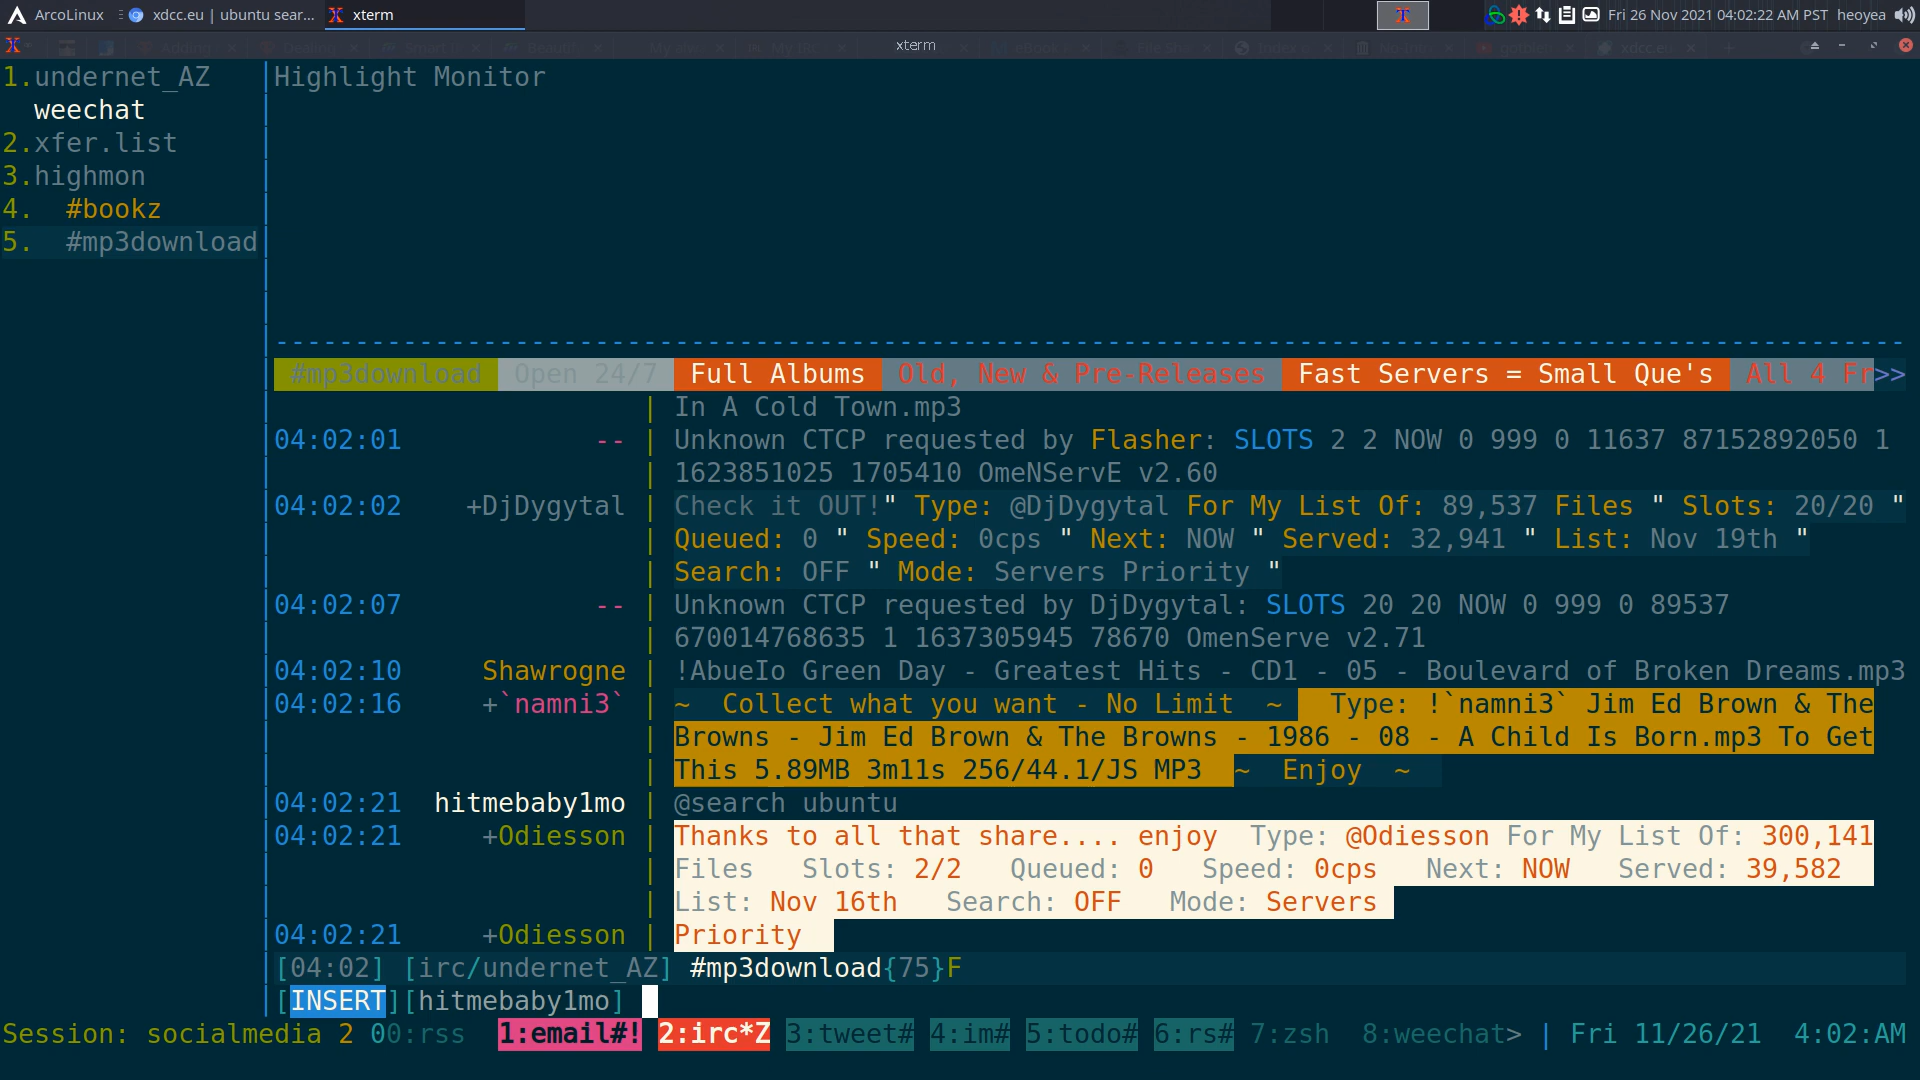 ArcoLinux xdcc.eu | ubuntu sear... xterm Fri 26 Nov 2021 04:02:22 AM PST heoyea
xterm
1.undernet_AZ |Highlight Monitor
weechat
2.xfer.list
3.highmon
4. #bookz
5. #mp3download
#mp3download Open 24/7 Full Albums Old, New & Pre-Releases Fast Servers = Small Que's All 4 Fr>>
| In A Cold Town.mp3
04:02:01 -- | Unknown CTCP requested by Flasher: SLOTS 2 2 NOW 0 999 0 11637 87152892050 1
| 1623851025 1705410 OmeNServE v2.60
04:02:02 +DjDygytal | Check it OUT!" Type: @DjDygytal For My List Of: 89,537 Files " Slots: 20/20 "
| Queued: 0 " Speed: 0cps " Next: NOW " Served: 32,941 " List: Nov 19th "
| Search: OFF " Mode: Servers Priority "
04:02:07 -- | Unknown CTCP requested by DjDygytal: SLOTS 20 20 NOW 0 999 0 89537
| 670014768635 1 1637305945 78670 OmenServe v2.71
04:02:10 Shawrogne | !AbueIo Green Day - Greatest Hits - CD1 - 05 - Boulevard of Broken Dreams.mp3
04:02:16 +`namni3` | ~ Collect what you want - No Limit ~ Type: !`namni3` Jim Ed Brown & The
| Browns - Jim Ed Brown & The Browns - 1986 - 08 - A Child Is Born.mp3 To Get
| This 5.89MB 3m11s 256/44.1/JS MP3 ~ Enjoy ~
04:02:21 hitmebaby1mo | @search ubuntu
04:02:21 +Odiesson | Thanks to all that share.... enjoy Type: @Odiesson For My List Of: 300,141
| Files Slots: 2/2 Queued: 0 Speed: 0cps Next: NOW Served: 39,582
| List: Nov 16th Search: OFF Mode: Servers
04:02:21 +Odiesson | Priority
[04:02] [irc/undernet_AZ] #mp3download{75}F
[INSERT][hitmebaby1mo]
Session: socialmedia 2 00:rss 1:email#! 2:irc*Z 3:tweet# 4:im# 5:todo# 6:rs# 7:zsh 8:weechat> | Fri 11/26/21 4:02:AM